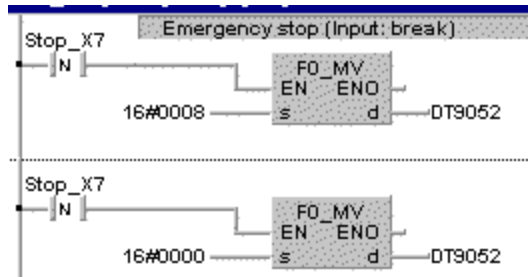 Emergency stop (Input: break)
Stop_X7
N
F0_MV
EN ENO
16#0008 s d DT9052
Stop_X7
N
F0_MV
EN ENO
16#0000 s d DT9052